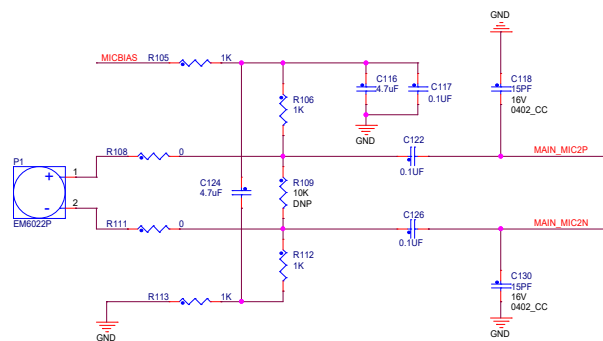 GND
MICBIAS
R105
1K
C116
4.7uF
C117
0.1UF
C118
15PF
16V
0402_CC
R106
1K
GND
P1
+
1
R108
0
C122
0.1UF
MAIN_MIC2P
C124
4.7uF
R109
10K
DNP
-
2
EM6022P
R111
0
C126
0.1UF
MAIN_MIC2N
R112
1K
C130
15PF
16V
0402_CC
R113
1K
GND
GND